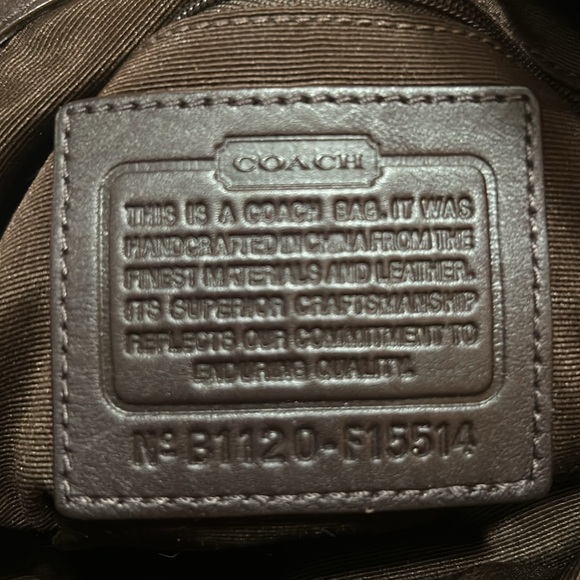 COACH
THIS IS A COACH BAG. IT WAS
HANDCRAFTED IN CHINA FROM THE
FINEST MATERIALS AND LEATHER.
ITS SUPERIOR CRAFTSMANSHIP
REFLECTS OUR COMMITMENT TO
ENDURING QUALITY.
Nº B1120-F15514